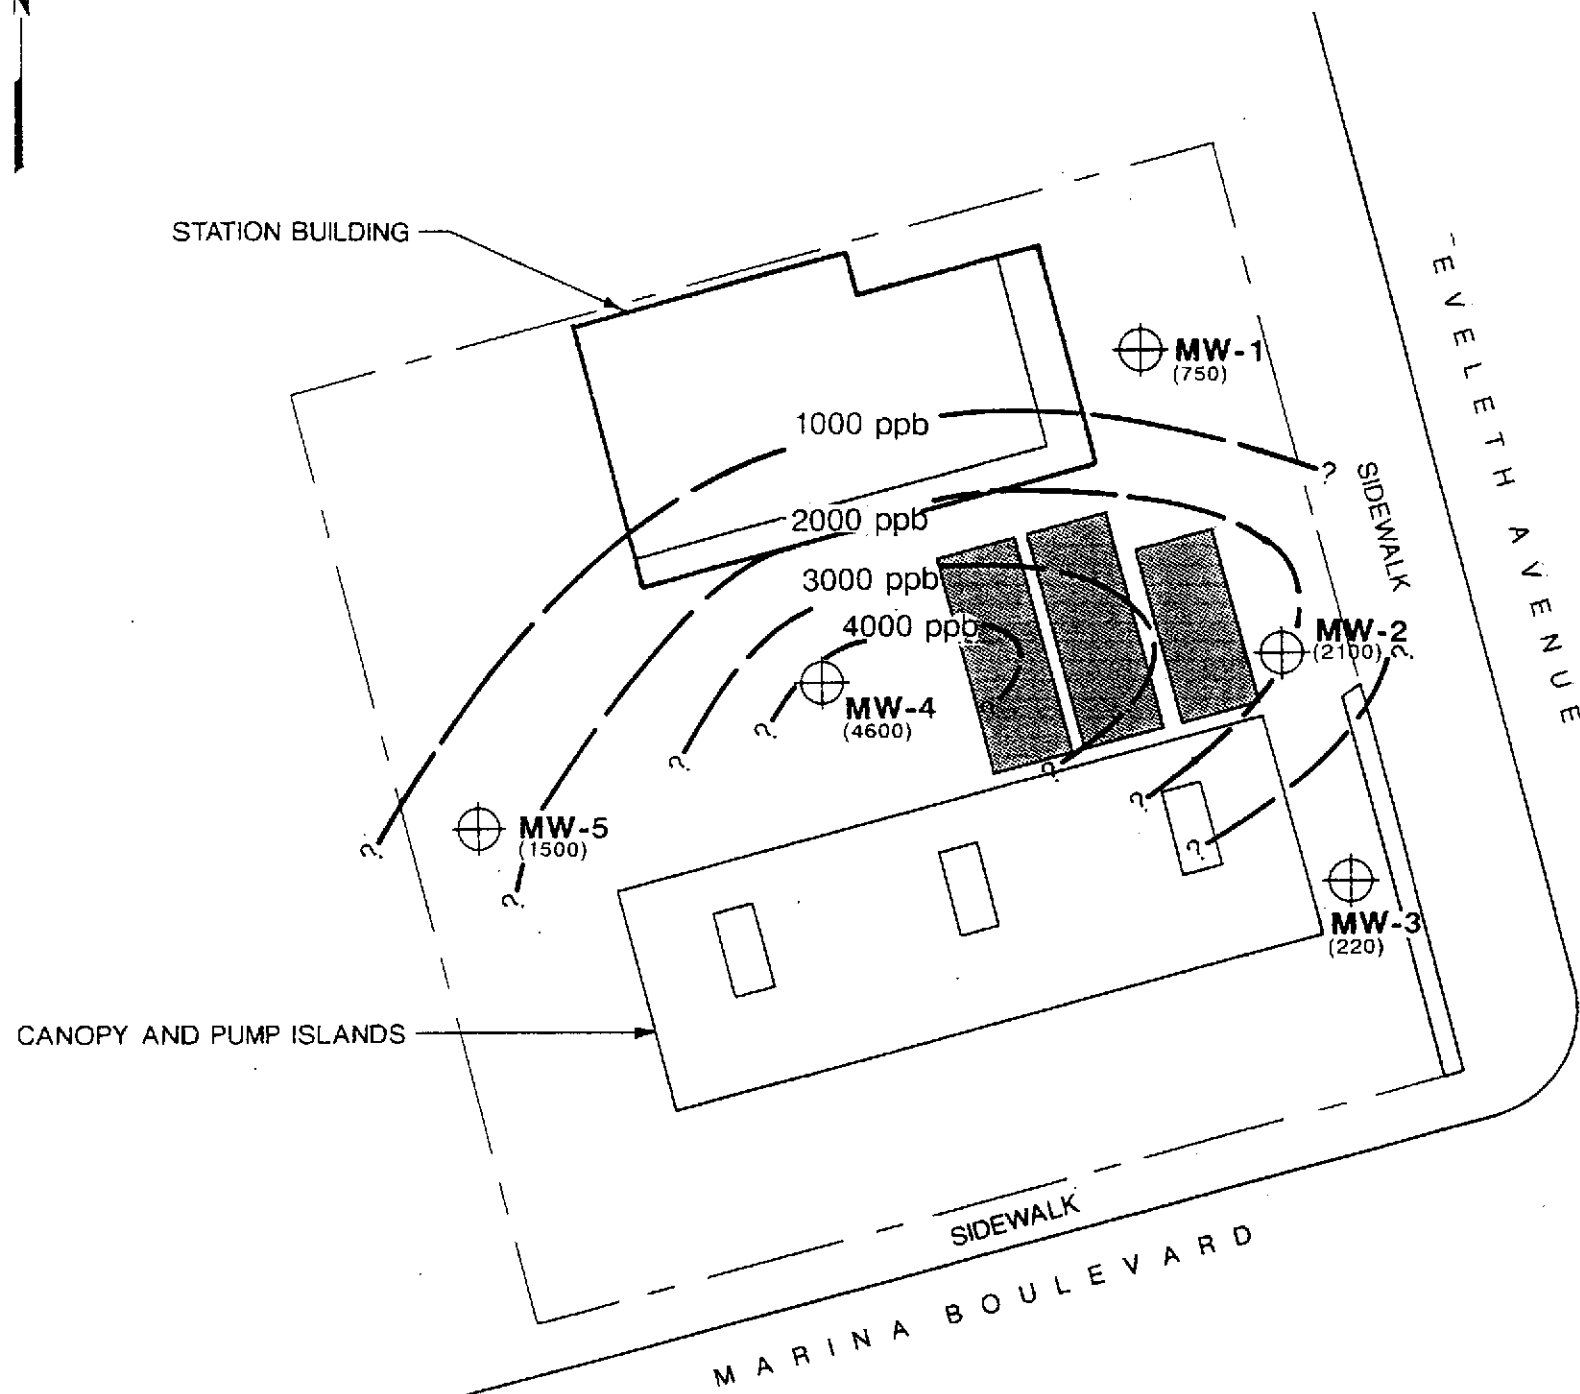 N
STATION BUILDING
MW-1
(750)
1000 ppb
?
2000 ppb
SIDEWALK
EVELETH AVENUE
3000 ppb
4000 ppb
MW-2
(2100)
?
MW-4
(4600)
?
?
?
?
?
MW-5
(1500)
?
?
?
MW-3
(220)
CANOPY AND PUMP ISLANDS
SIDEWALK
MARINA BOULEVARD